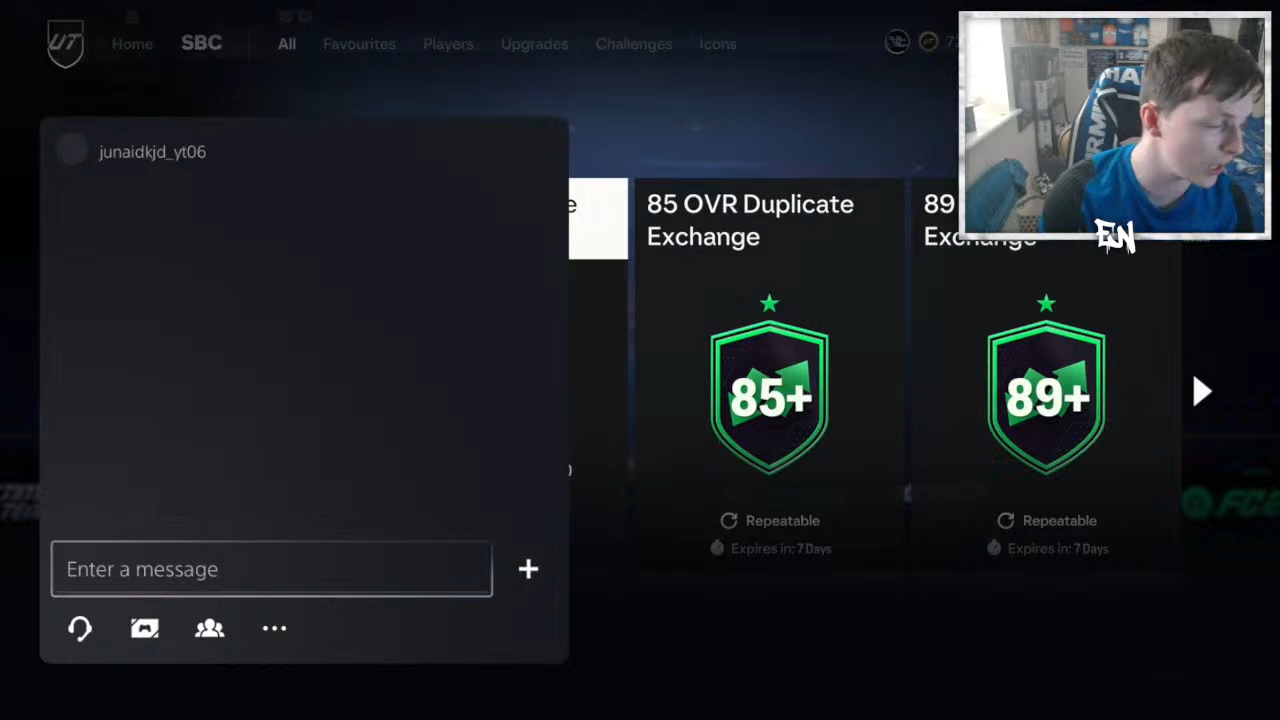 UT Home SBC All Favourites Players Upgrades Challenges Icons
junaidkjd_yt06
85 OVR Duplicate
Exchange
89
Exchange
EJN
85+
89+
Repeatable
Repeatable
Expires in: 7 Days
Expires in: 7 Days
Enter a message